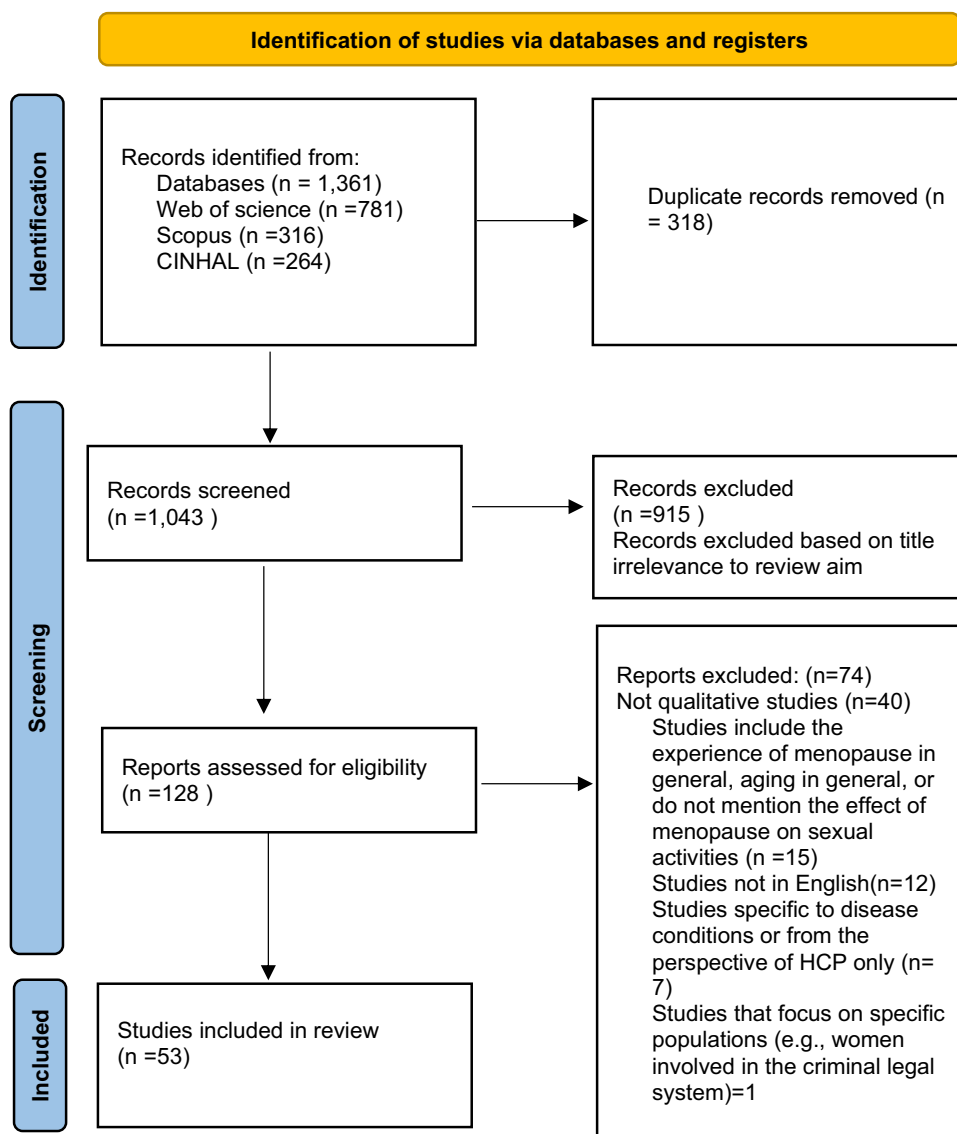 Identification of studies via databases and registers
Identification
Records identified from:
Databases (n = 1,361)
Web of science (n =781)
Scopus (n =316)
CINHAL (n =264)
Duplicate records removed (n
= 318)
Screening
Records screened
(n =1,043 )
Records excluded
(n =915 )
Records excluded based on title
irrelevance to review aim
Reports assessed for eligibility
(n =128 )
Reports excluded: (n=74)
Not qualitative studies (n=40)
Studies include the
experience of menopause in
general, aging in general, or
do not mention the effect of
menopause on sexual
activities (n =15)
Studies not in English(n=12)
Studies specific to disease
conditions or from the
perspective of HCP only (n=
7)
Studies that focus on specific
populations (e.g., women
involved in the criminal legal
system)=1
Included
Studies included in review
(n =53)